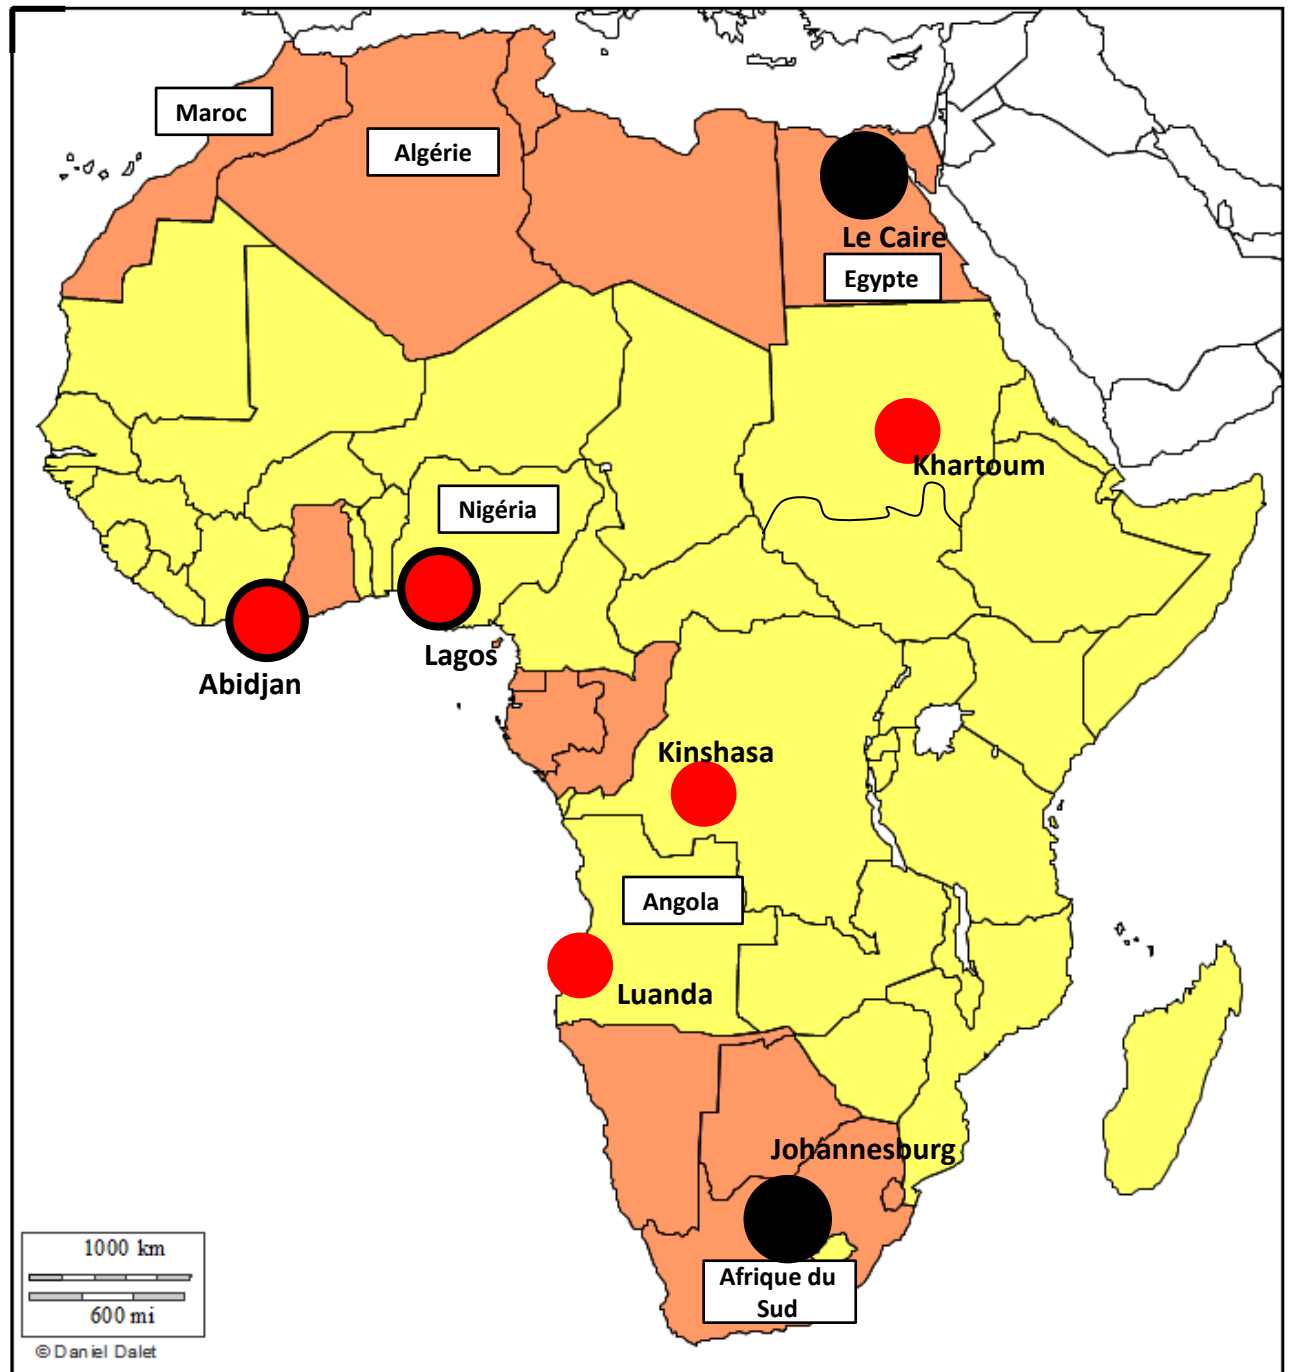 Maroc
Algérie
Le Caire
Egypte
Khartoum
Nigéria
Lagos
Abidjan
Kinshasa
Angola
Luanda
Johannesburg
Afrique du
Sud
1000 km
600 mi
©Daniel Dalet